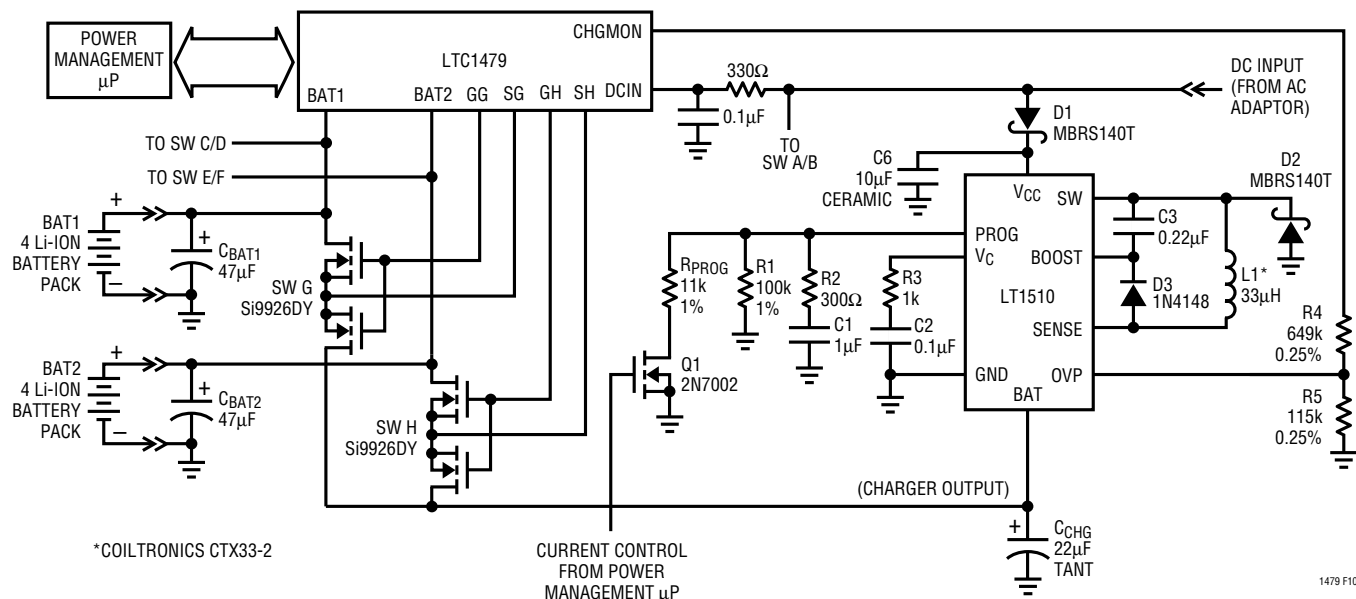 POWER
MANAGEMENT
µP
LTC1479
CHGMON
BAT1
BAT2
GG
SG
GH
SH
DCIN
330Ω
0.1µF
TO
SW A/B
DC INPUT
(FROM AC
ADAPTOR)
D1
MBRS140T
C6
10µF
CERAMIC
D2
MBRS140T
TO SW C/D
TO SW E/F
+
BAT1
4 Li-ION
BATTERY
PACK
–
+
CBAT1
47µF
SW G
Si9926DY
+
BAT2
4 Li-ION
BATTERY
PACK
–
+
CBAT2
47µF
SW H
Si9926DY
RPROG
11k
1%
R1
100k
1%
R2
300Ω
C1
1µF
R3
1k
C2
0.1µF
Q1
2N7002
VCC
SW
PROG
VC
BOOST
LT1510
SENSE
GND
OVP
BAT
C3
0.22µF
D3
1N4148
L1*
33µH
R4
649k
0.25%
R5
115k
0.25%
(CHARGER OUTPUT)
+
CCHG
22µF
TANT
*COILTRONICS CTX33-2
CURRENT CONTROL
FROM POWER
MANAGEMENT µP
1479 F10